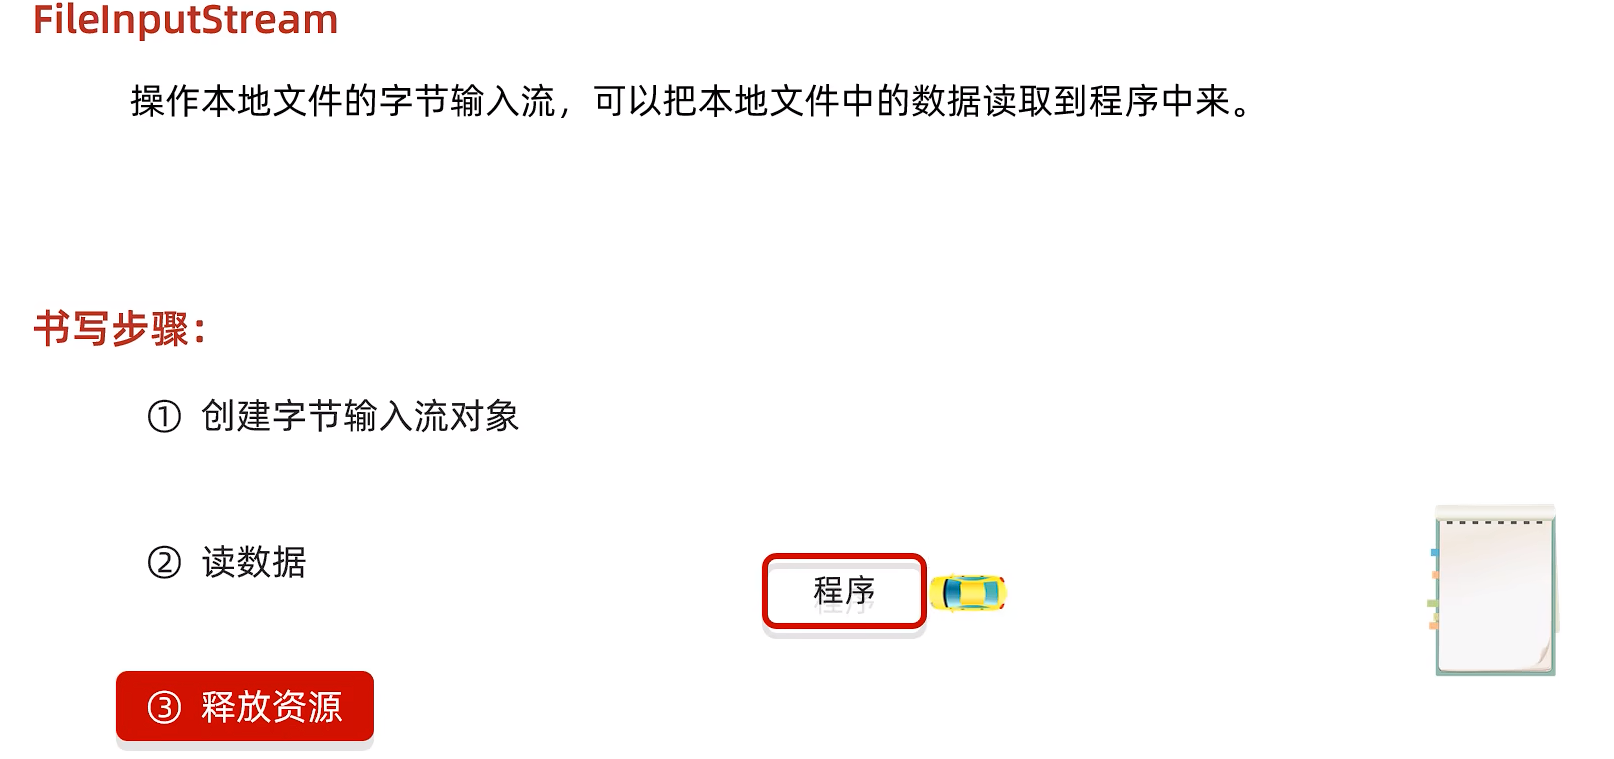 FileInputStream
操作本地文件的字节输入流，可以把本地文件中的数据读取到程序中来。
书写步骤：
① 创建字节输入流对象
② 读数据
程序
③ 释放资源